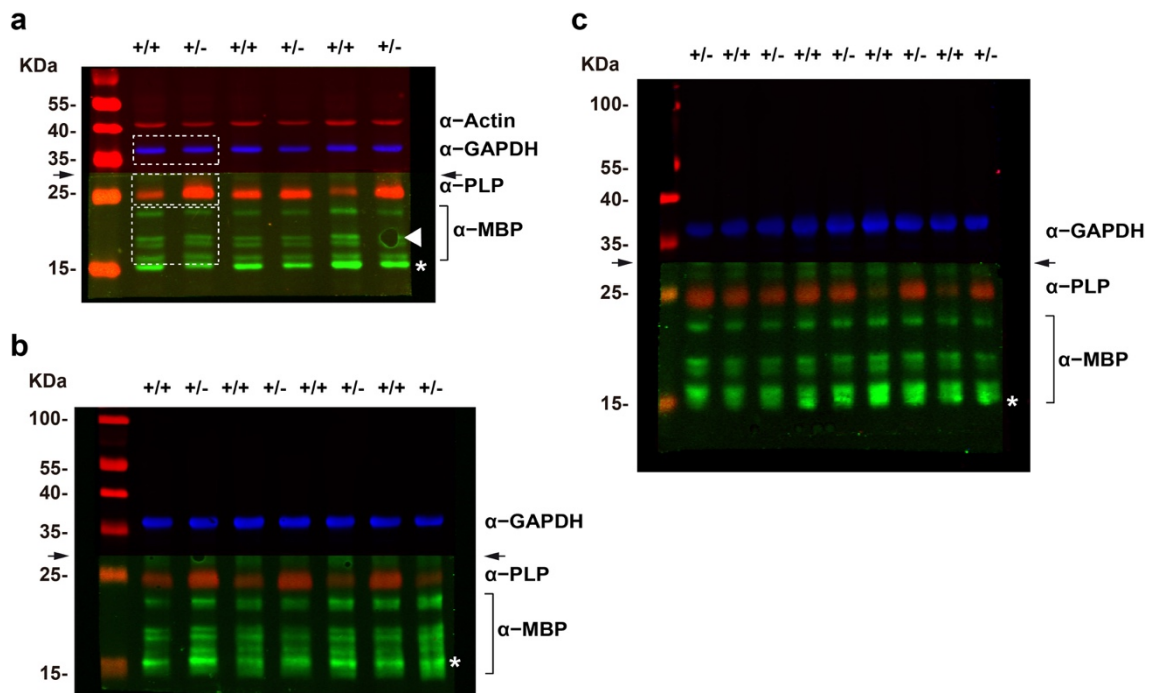 a
+/+ +/- +/+ +/- +/+ +/-
KDa
55-
40-
35-
25-
15-
α-Actin
α-GAPDH
α-PLP
α-MBP
*
b
+/+ +/- +/+ +/- +/+ +/- +/+ +/-
KDa
100-
55-
40-
35-
25-
15-
α-GAPDH
α-PLP
α-MBP
*
c
+/- +/+ +/- +/+ +/- +/+ +/- +/+ +/-
KDa
100-
55-
40-
35-
25-
15-
α-GAPDH
α-PLP
α-MBP
*